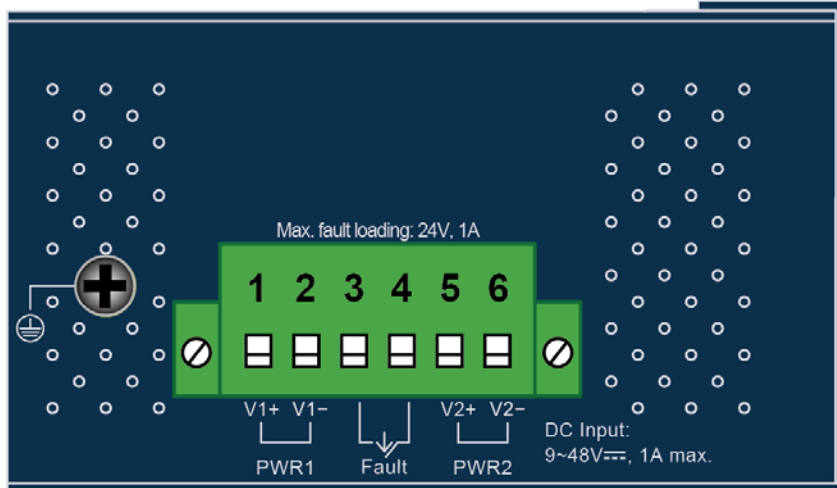 Max. fault loading: 24V, 1A
1 2 3 4 5 6
V1+ V1− V2+ V2−
PWR1 Fault PWR2
DC Input:
9~48V⎓, 1A max.